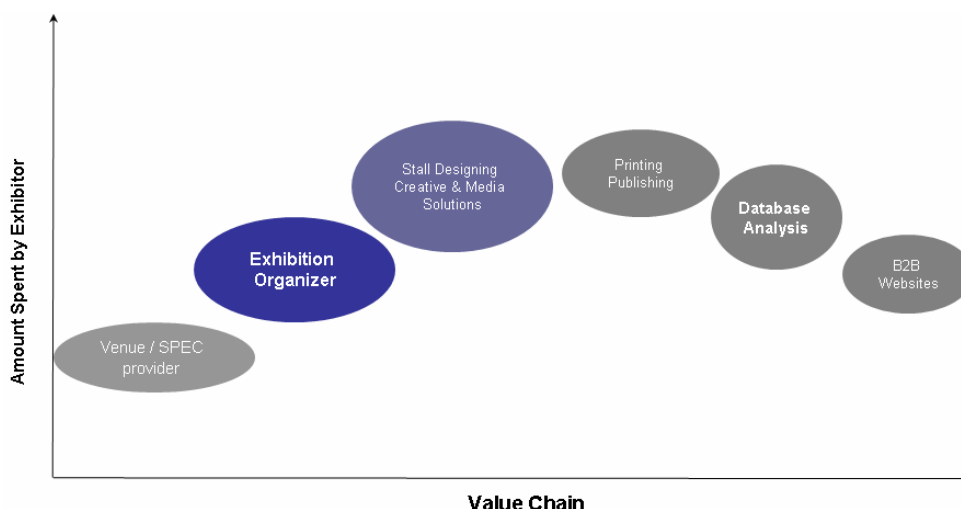 Amount Spent by Exhibitor
Stall Designing
Creative & Media
Solutions
Printing
Publishing
Database
Analysis
Exhibition
Organizer
B2B
Websites
Venue / SPEC
provider
Value Chain